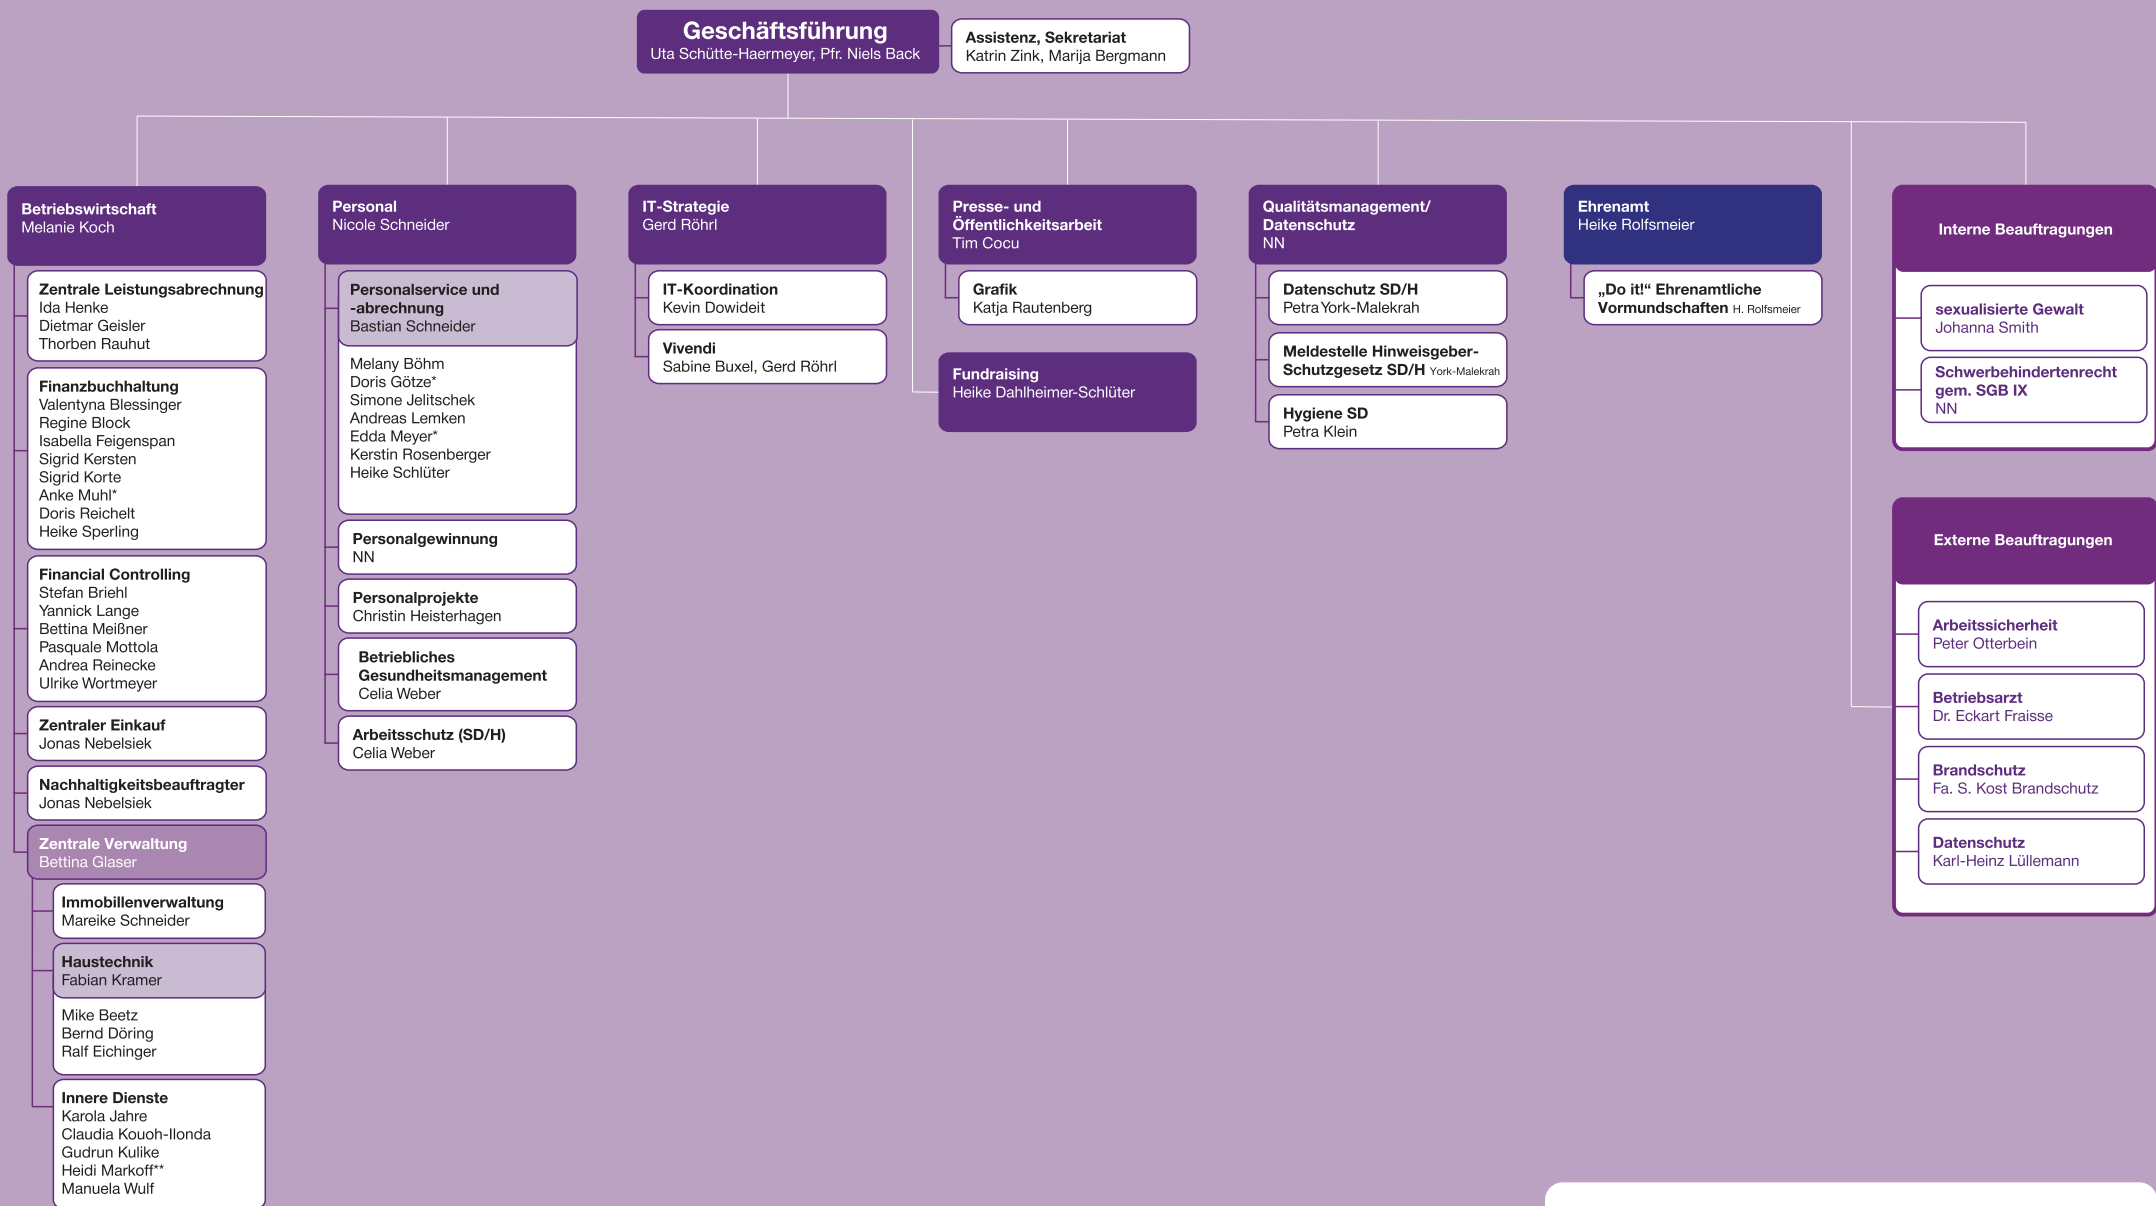 Geschäftsführung
Uta Schütte-Haermeyer, Pfr. Niels Back
Assistenz, Sekretariat
Katrin Zink, Marija Bergmann
Betriebswirtschaft
Melanie Koch
Zentrale Leistungsabrechnung
Ida Henke
Dietmar Geisler
Thorben Rauhut
Finanzbuchhaltung
Valentyna Blessinger
Regine Block
Isabella Feigenspan
Sigrid Kersten
Sigrid Korte
Anke Muhl*
Doris Reichelt
Heike Sperling
Financial Controlling
Stefan Briehl
Yannick Lange
Bettina Meißner
Pasquale Mottola
Andrea Reinecke
Ulrike Wortmeyer
Zentraler Einkauf
Jonas Nebelsiek
Nachhaltigkeitsbeauftragter
Jonas Nebelsiek
Zentrale Verwaltung
Bettina Glaser
Immobillenverwaltung
Mareike Schneider
Haustechnik
Fabian Kramer
Mike Beetz
Bernd Döring
Ralf Eichinger
Innere Dienste
Karola Jahre
Claudia Kouoh-Ilonda
Gudrun Kulike
Heidi Markoff**
Manuela Wulf
Personal
Nicole Schneider
Personalservice und
-abrechnung
Bastian Schneider
Melany Böhm
Doris Götze*
Simone Jelitschek
Andreas Lemken
Edda Meyer*
Kerstin Rosenberger
Heike Schlüter
Personalgewinnung
NN
Personalprojekte
Christin Heisterhagen
Betriebliches
Gesundheitsmanagement
Celia Weber
Arbeitsschutz (SD/H)
Celia Weber
IT-Strategie
Gerd Röhrl
IT-Koordination
Kevin Dowideit
Vivendi
Sabine Buxel, Gerd Röhrl
Presse- und
Öffentlichkeitsarbeit
Tim Cocu
Grafik
Katja Rautenberg
Fundraising
Heike Dahlheimer-Schlüter
Qualitätsmanagement/
Datenschutz
NN
Datenschutz SD/H
Petra York-Malekrah
Meldestelle Hinweisgeber-
Schutzgesetz SD/H York-Malekrah
Hygiene SD
Petra Klein
Ehrenamt
Heike Rolfsmeier
„Do it!“ Ehrenamtliche
Vormundschaften H. Rolfsmeier
Interne Beauftragungen
sexualisierte Gewalt
Johanna Smith
Schwerbehindertenrecht
gem. SGB IX
NN
Externe Beauftragungen
Arbeitssicherheit
Peter Otterbein
Betriebsarzt
Dr. Eckart Fraisse
Brandschutz
Fa. S. Kost Brandschutz
Datenschutz
Karl-Heinz Lüllemann